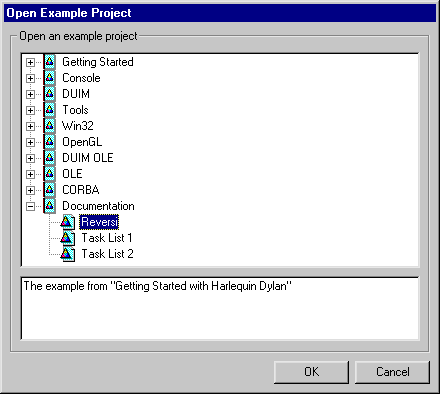 Open Example Project
Open an example project
Getting Started
Console
DUIM
Tools
Win32
OpenGL
DUIM OLE
OLE
CORBA
Documentation
Reversi
Task List 1
Task List 2
The example from "Getting Started with Harlequin Dylan"
OK
Cancel